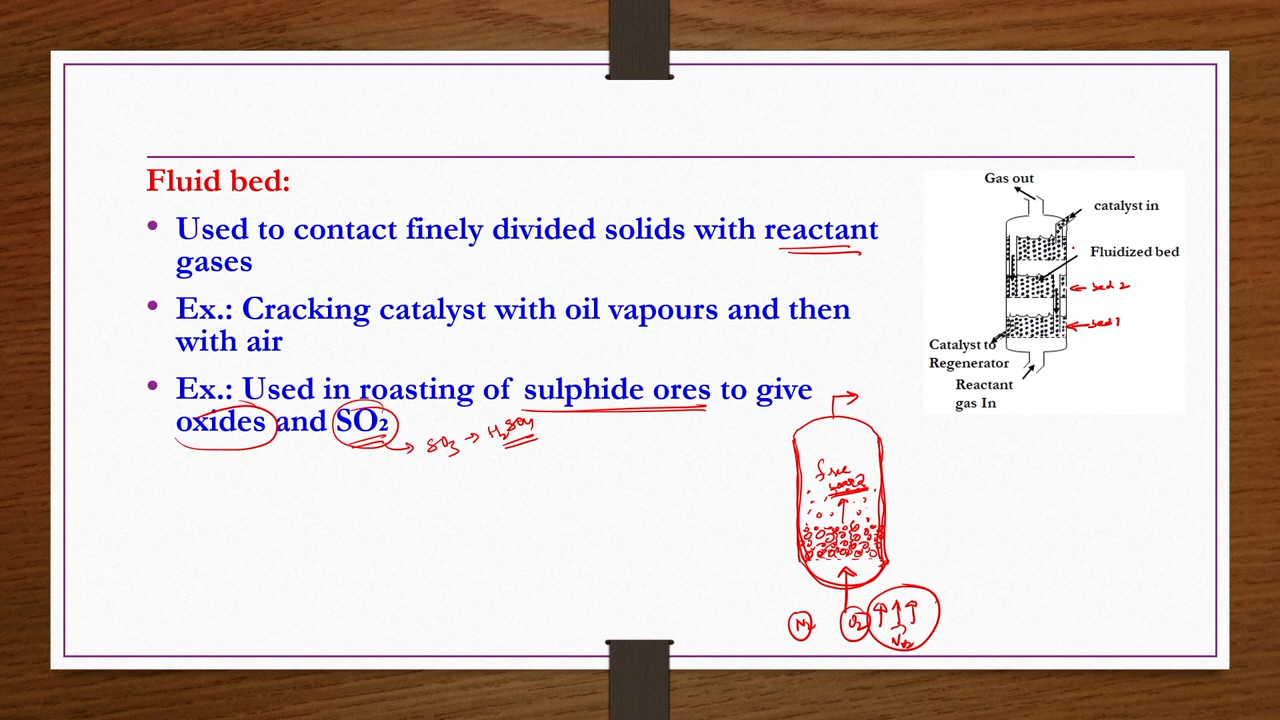 Fluid bed:
• Used to contact finely divided solids with reactant
gases
• Ex.: Cracking catalyst with oil vapours and then
with air
• Ex.: Used in roasting of sulphide ores to give
oxides and SO₂
SO₃ → H₂SO₄
Gas out
catalyst in
Fluidized bed
← bed 2
← bed 1
Catalyst to
Regenerator
Reactant
gas In
free
board
N₂
O₂